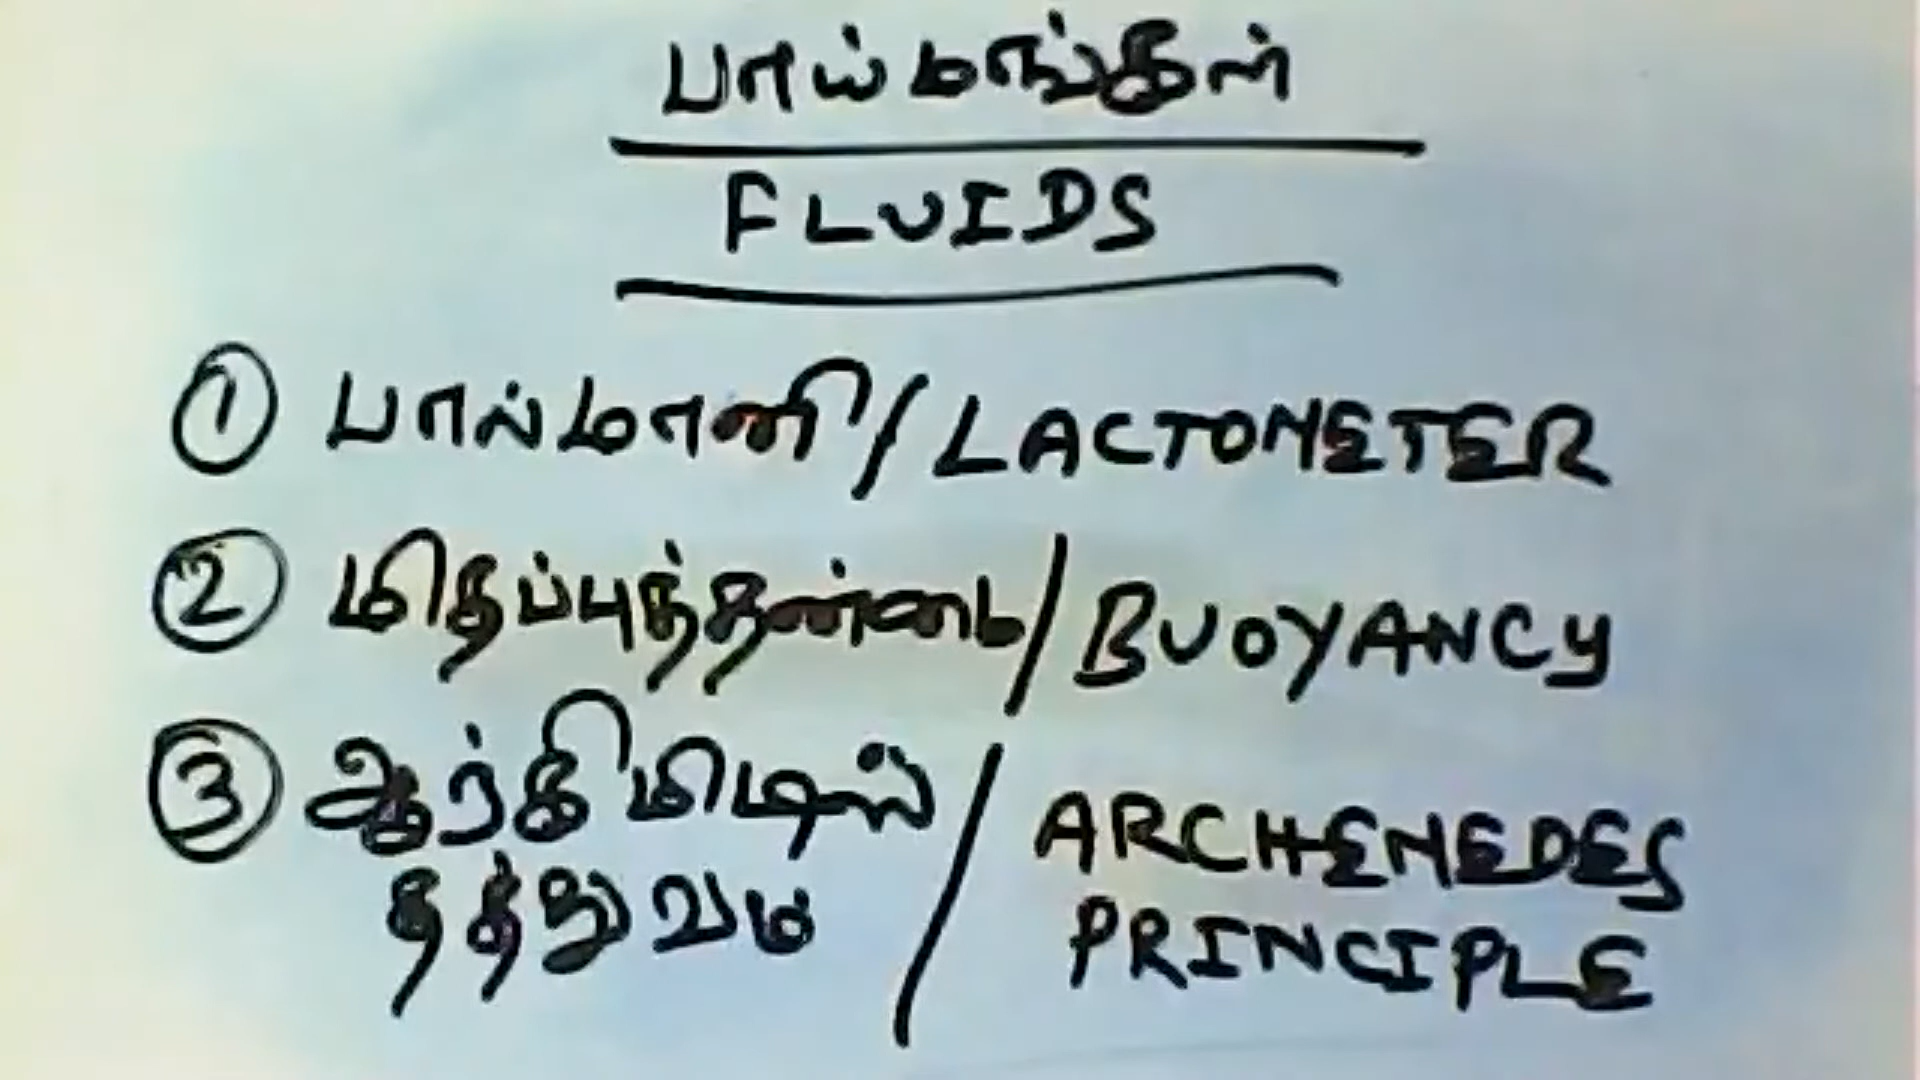 பாய்மங்கள்
FLUIDS
① பால்மானி/LACTOMETER
② மிதப்புத்தன்மை/BUOYANCY
③ ஆர்கிமிடிஸ் / ARCHEMEDES
தத்துவம் PRINCIPLE